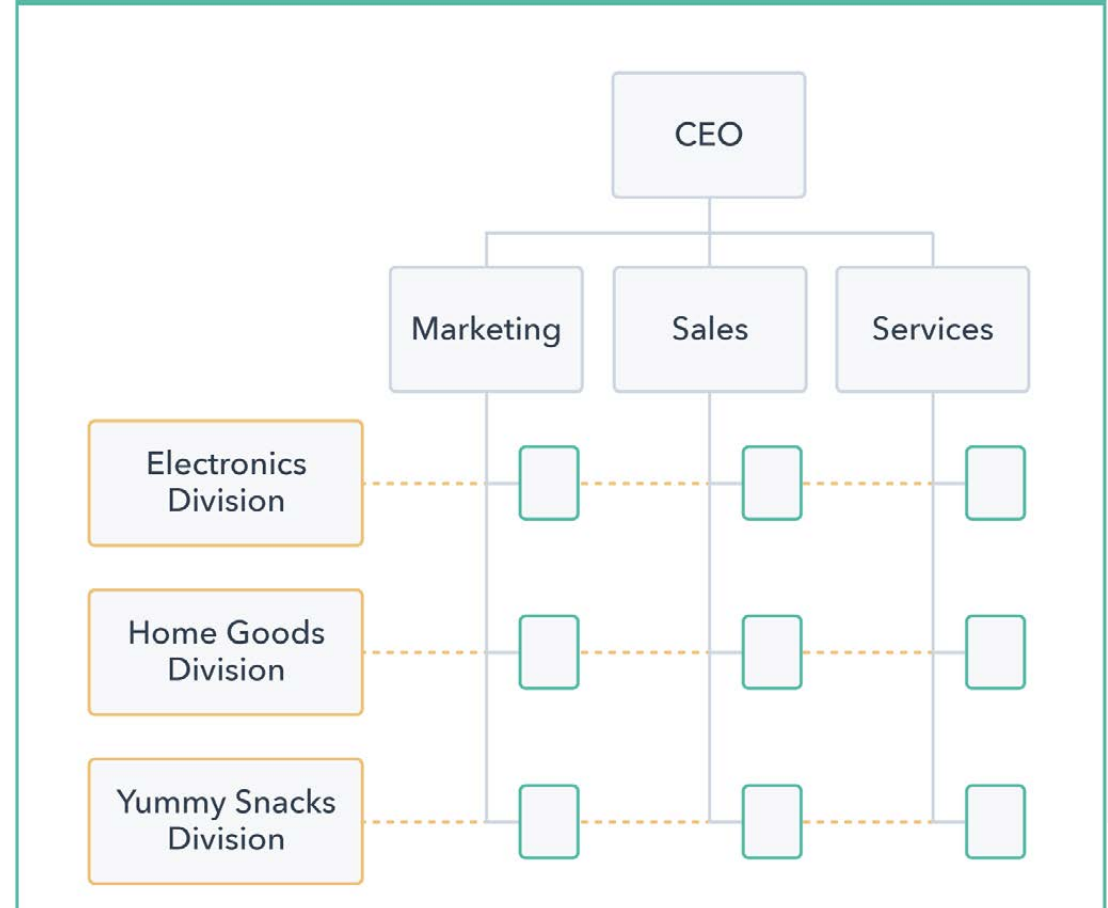 CEO
Marketing
Sales
Services
Electronics
Division
Home Goods
Division
Yummy Snacks
Division